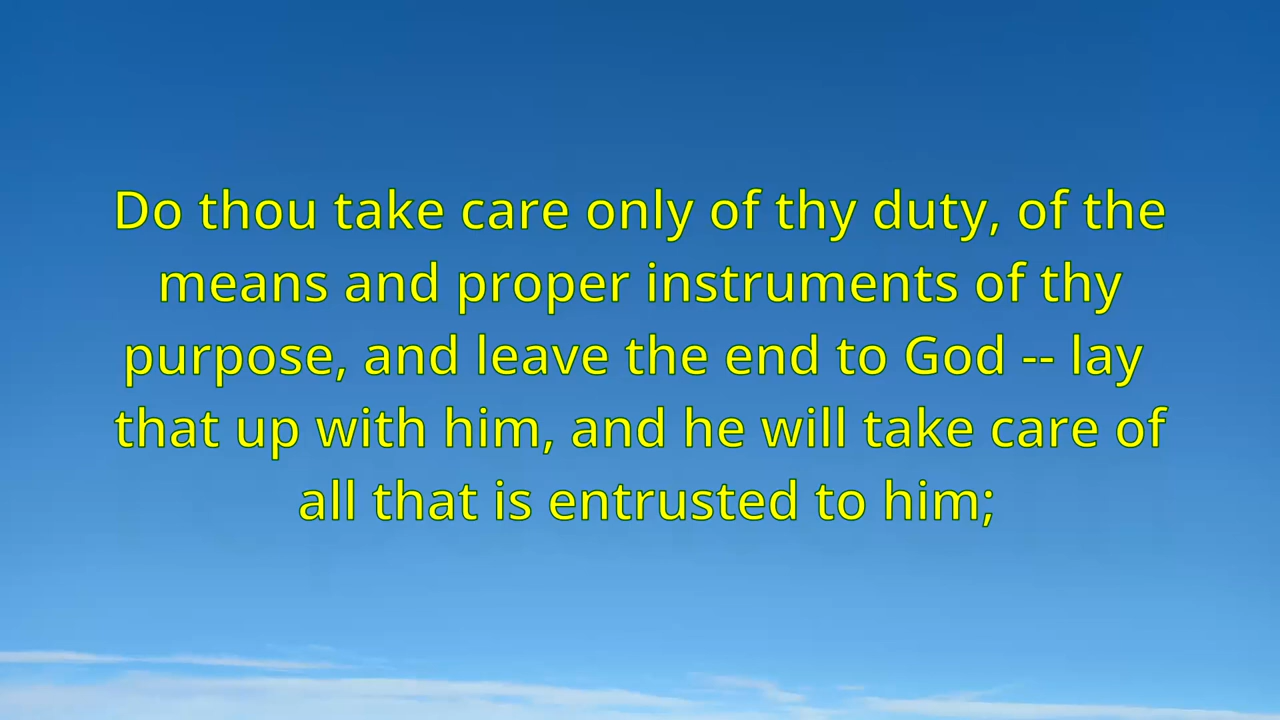 Do thou take care only of thy duty, of the
means and proper instruments of thy
purpose, and leave the end to God -- lay
that up with him, and he will take care of
all that is entrusted to him;